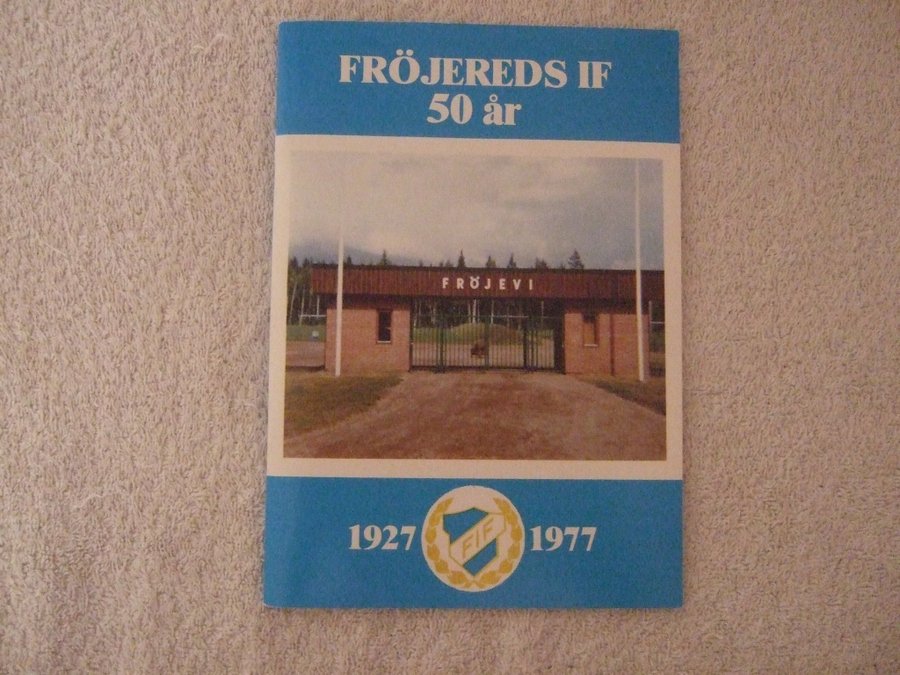 FRÖJEREDS IF
50 år
FRÖJEVI
1927 FIF 1977